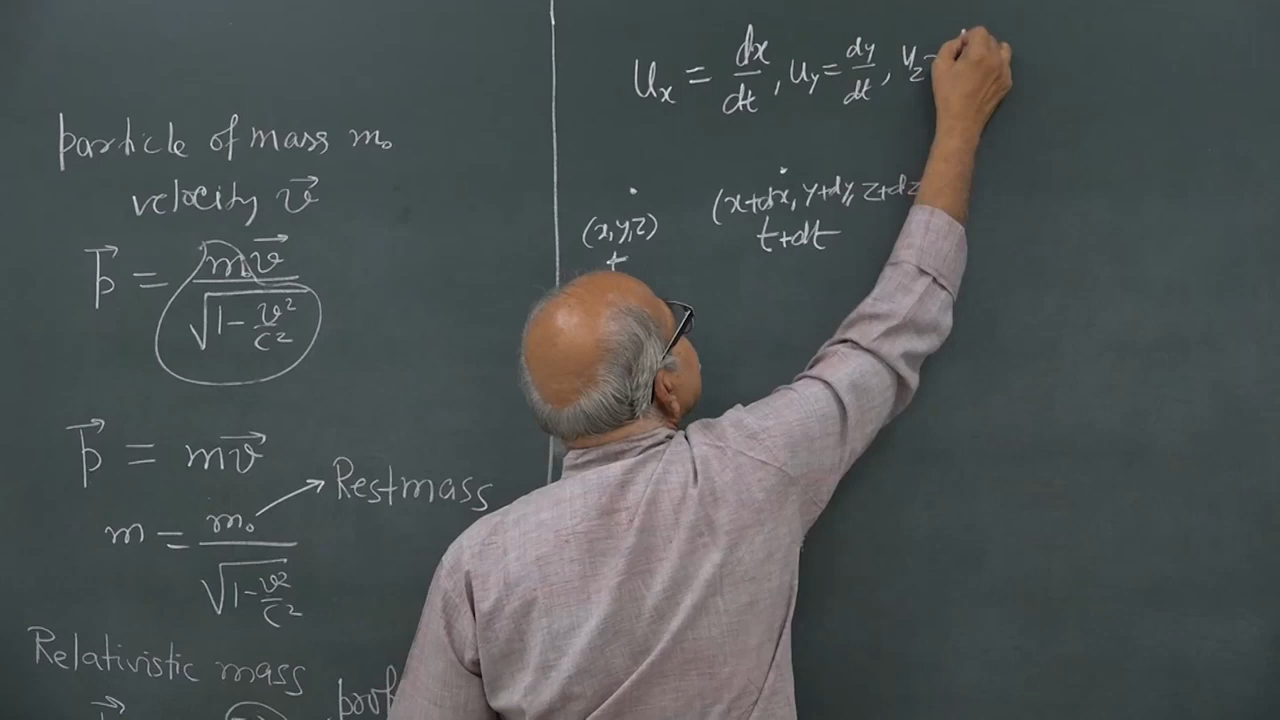 particle of mass m₀
velocity v⃗
p⃗ = m₀v⃗ / √(1 - v²/c²)
p⃗ = mv⃗
m = m₀ / √(1 - v²/c²) → Restmass
Relativistic mass
u_x = dx/dt, u_y = dy/dt, u_z =
(x,y,z)
t
(x+dx, y+dy, z+dz
t+dt